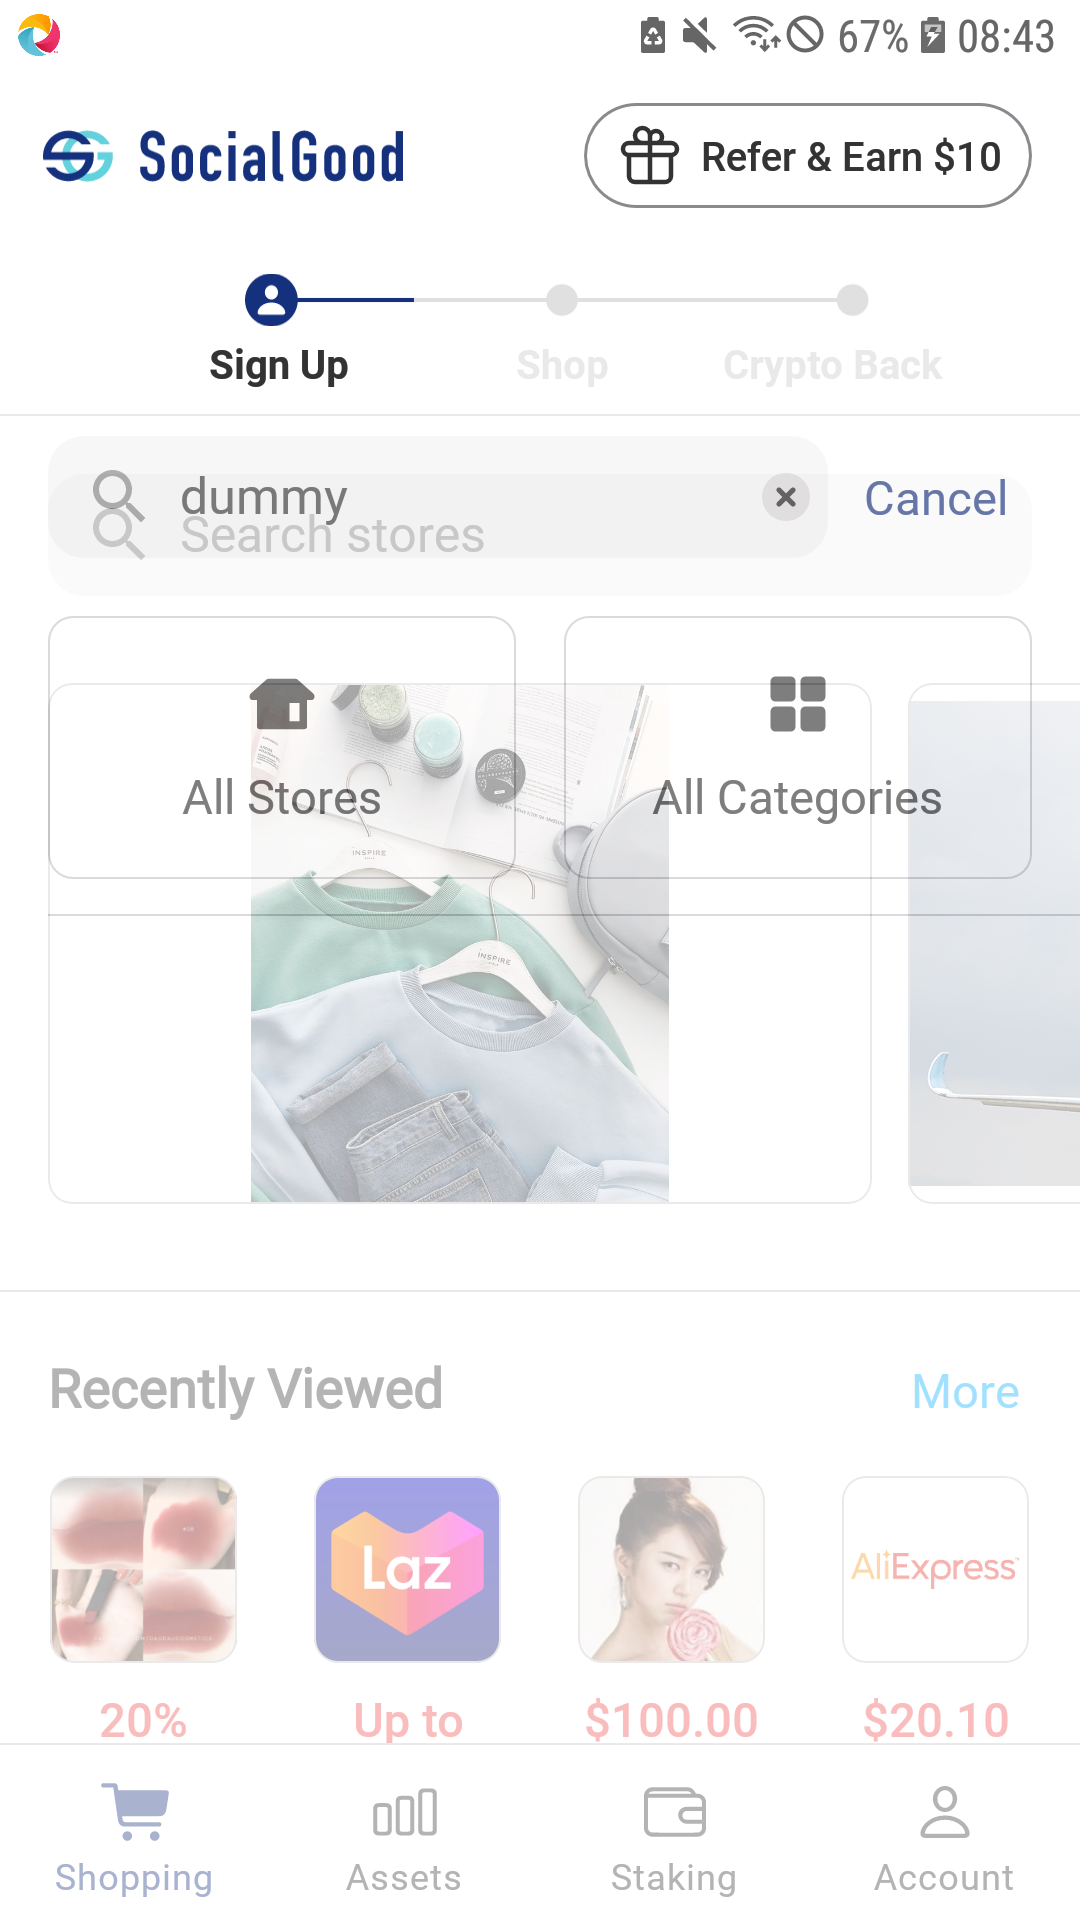 67% 08:43
SocialGood
Refer & Earn $10
Sign Up
Shop
Crypto Back
dummy
Cancel
Search stores
All Stores
All Categories
INSPIRE
INSPIRE
Recently Viewed
More
Laz
AliExpress
20%
Up to
$100.00
$20.10
Shopping
Assets
Staking
Account